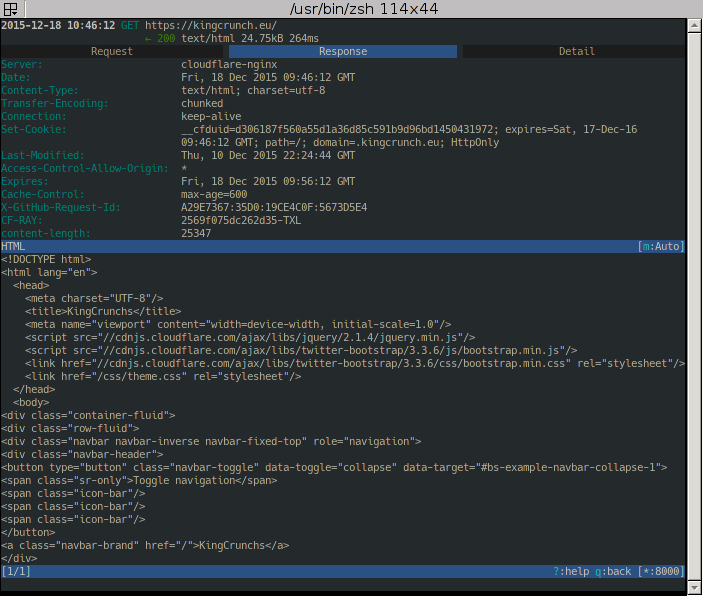 /usr/bin/zsh 114x44
2015-12-18 10:46:12 GET https://kingcrunch.eu/
← 200 text/html 24.75kB 264ms
Request Response Detail
Server: cloudflare-nginx
Date: Fri, 18 Dec 2015 09:46:12 GMT
Content-Type: text/html; charset=utf-8
Transfer-Encoding: chunked
Connection: keep-alive
Set-Cookie: __cfduid=d306187f560a55d1a36d85c591b9d96bd1450431972; expires=Sat, 17-Dec-16
09:46:12 GMT; path=/; domain=.kingcrunch.eu; HttpOnly
Last-Modified: Thu, 10 Dec 2015 22:24:44 GMT
Access-Control-Allow-Origin: *
Expires: Fri, 18 Dec 2015 09:56:12 GMT
Cache-Control: max-age=600
X-GitHub-Request-Id: A29E7367:35D0:19CE4C0F:5673D5E4
CF-RAY: 2569f075dc262d35-TXL
content-length: 25347
HTML [m:Auto]
<!DOCTYPE html>
<html lang="en">
<head>
<meta charset="UTF-8"/>
<title>KingCrunchs</title>
<meta name="viewport" content="width=device-width, initial-scale=1.0"/>
<script src="//cdnjs.cloudflare.com/ajax/libs/jquery/2.1.4/jquery.min.js"/>
<script src="//cdnjs.cloudflare.com/ajax/libs/twitter-bootstrap/3.3.6/js/bootstrap.min.js"/>
<link href="//cdnjs.cloudflare.com/ajax/libs/twitter-bootstrap/3.3.6/css/bootstrap.min.css" rel="stylesheet"/>
<link href="/css/theme.css" rel="stylesheet"/>
</head>
<body>
<div class="container-fluid">
<div class="row-fluid">
<div class="navbar navbar-inverse navbar-fixed-top" role="navigation">
<div class="navbar-header">
<button type="button" class="navbar-toggle" data-toggle="collapse" data-target="#bs-example-navbar-collapse-1">
<span class="sr-only">Toggle navigation</span>
<span class="icon-bar"/>
<span class="icon-bar"/>
<span class="icon-bar"/>
</button>
<a class="navbar-brand" href="/">KingCrunchs</a>
</div>
[1/1] ?:help q:back [*:8000]